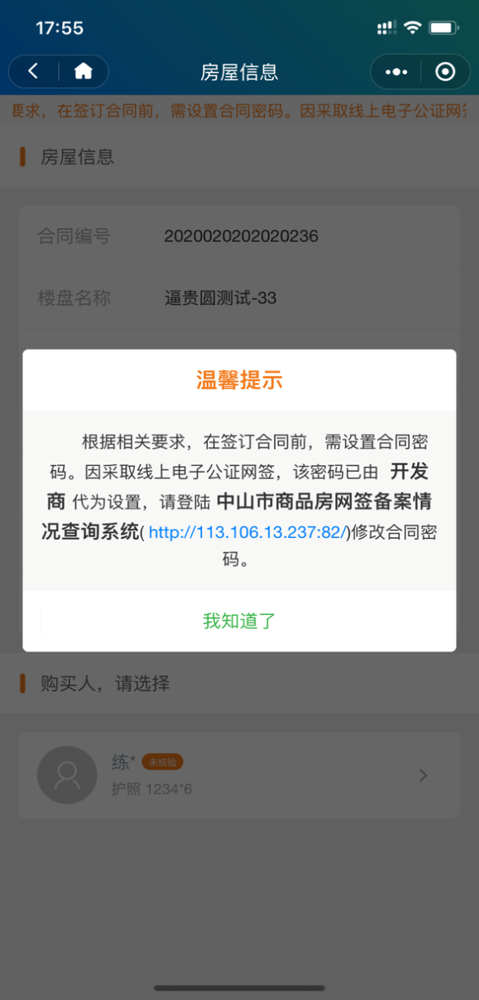 17:55
房屋信息
要求，在签订合同前，需设置合同密码。因采取线上电子公证网
房屋信息
合同编号 2020020202020236
楼盘名称 逼贵圆测试-33
温馨提示
根据相关要求，在签订合同前，需设置合同密
码。因采取线上电子公证网签，该密码已由 开发
商 代为设置，请登陆 中山市商品房网签备案情
况查询系统( http://113.106.13.237:82/)修改合同密
码。
我知道了
购买人，请选择
练* 未核验
护照 1234*6